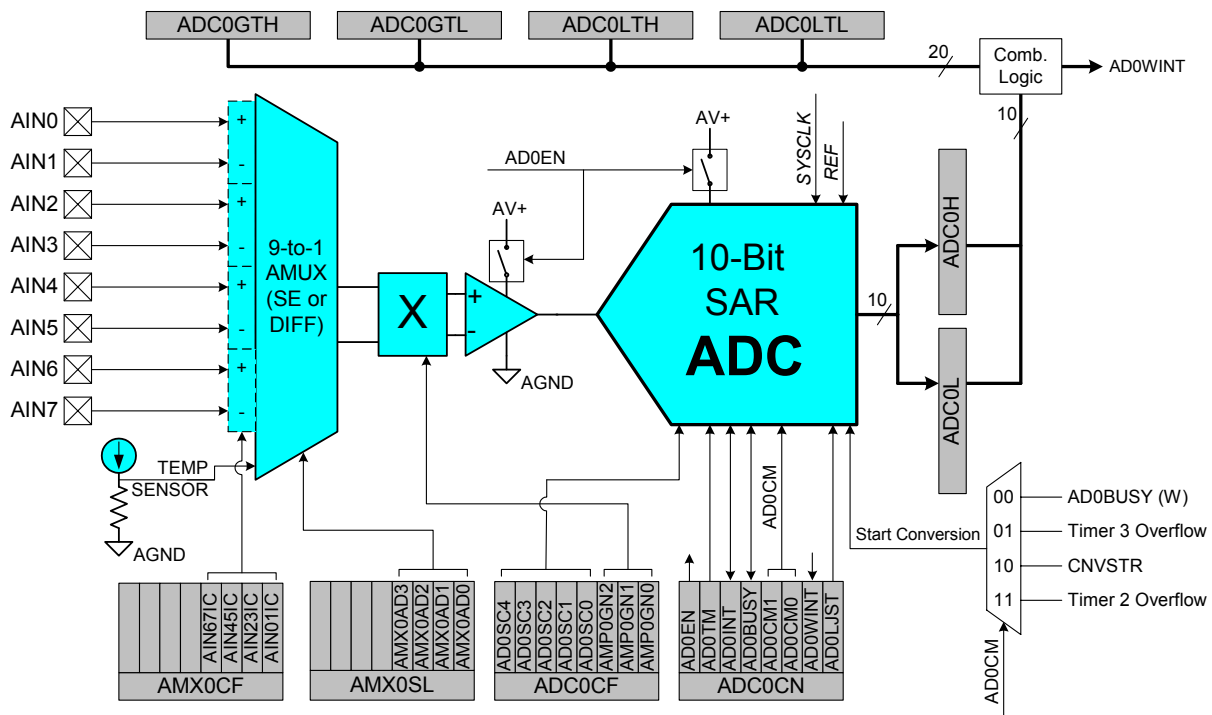 ADC0GTH
ADC0GTL
ADC0LTH
ADC0LTL
20
Comb.
Logic
AD0WINT
10
AIN0
AIN1
AIN2
AIN3
AIN4
AIN5
AIN6
AIN7
+
-
+
-
+
-
+
-
9-to-1
AMUX
(SE or
DIFF)
TEMP
SENSOR
AGND
X
+
-
AV+
AGND
AD0EN
AV+
SYSCLK
REF
10-Bit
SAR
ADC
10
ADC0H
ADC0L
AD0CM
Start Conversion
00
01
10
11
AD0BUSY (W)
Timer 3 Overflow
CNVSTR
Timer 2 Overflow
AD0CM
AIN67IC
AIN45IC
AIN23IC
AIN01IC
AMX0CF
AMX0AD3
AMX0AD2
AMX0AD1
AMX0AD0
AMX0SL
AD0SC4
AD0SC3
AD0SC2
AD0SC1
AD0SC0
AMP0GN2
AMP0GN1
AMP0GN0
ADC0CF
AD0EN
AD0TM
AD0INT
AD0BUSY
AD0CM1
AD0CM0
AD0WINT
AD0LJST
ADC0CN